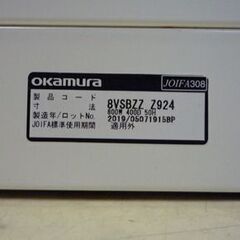 okamura
JOIFA308
製品コード 8VSBZZ Z924
寸法 800W 400D 50H
製造年/ロットNo. 2019/05071915BP
JOIFA標準使用期間 適用外